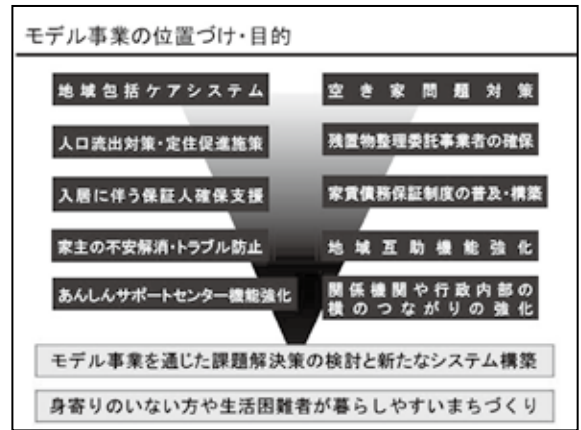 モデル事業の位置づけ・目的
地域包括ケアシステム
空き家問題対策
人口流出対策・定住促進施策
残置物整理委託事業者の確保
入居に伴う保証人確保支援
家賃債務保証制度の普及・構築
家主の不安解消・トラブル防止
地域互助機能強化
あんしんサポートセンター機能強化
関係機関や行政内部の
横のつながりの強化
モデル事業を通じた課題解決策の検討と新たなシステム構築
身寄りのいない方や生活困難者が暮らしやすいまちづくり